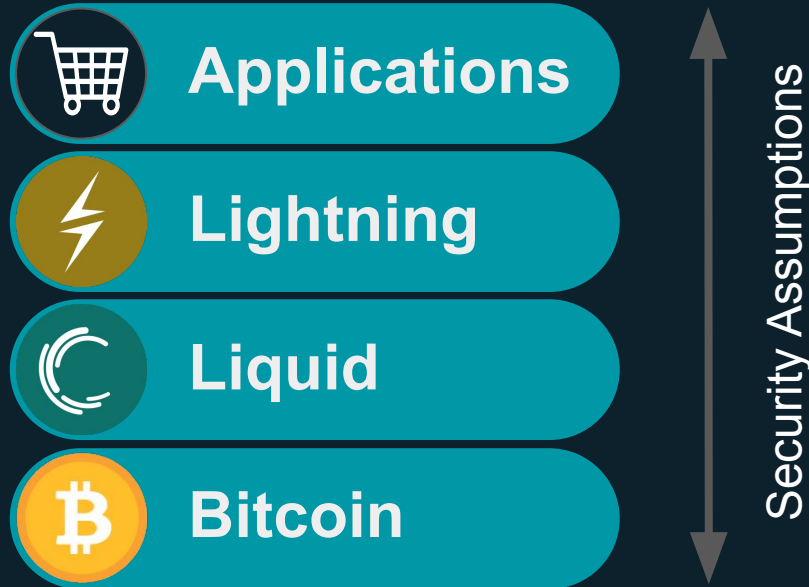 Applications
Lightning
Liquid
Bitcoin
Security Assumptions